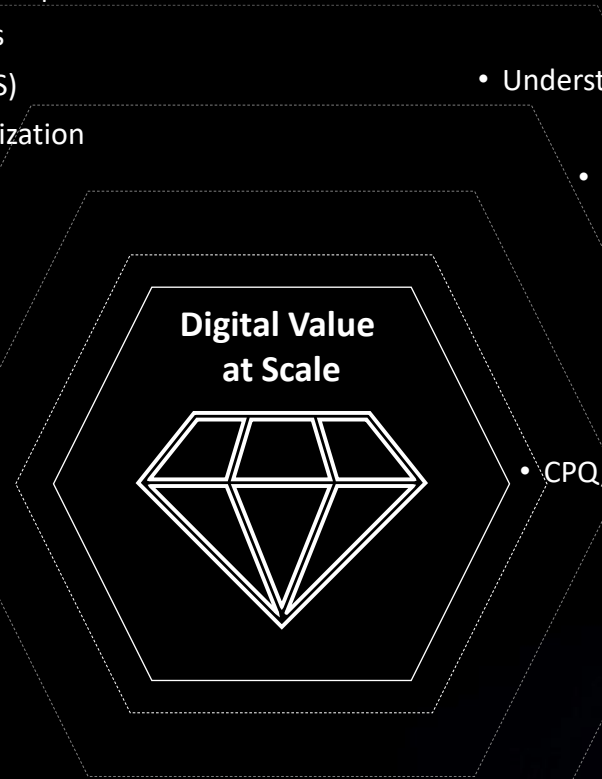 s
S)
• Underst
ization
•
Digital Value
at Scale
• CPQ